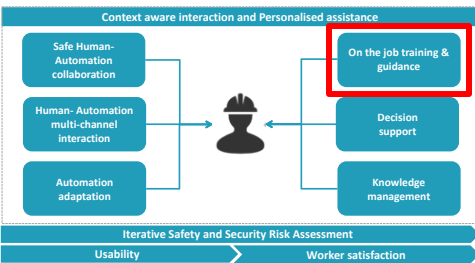 Context aware interaction and Personalised assistance
Safe Human-
Automation
collaboration
On the job training &
guidance
Human- Automation
multi-channel
interaction
Decision
support
Automation
adaptation
Knowledge
management
Iterative Safety and Security Risk Assessment
Usability
Worker satisfaction